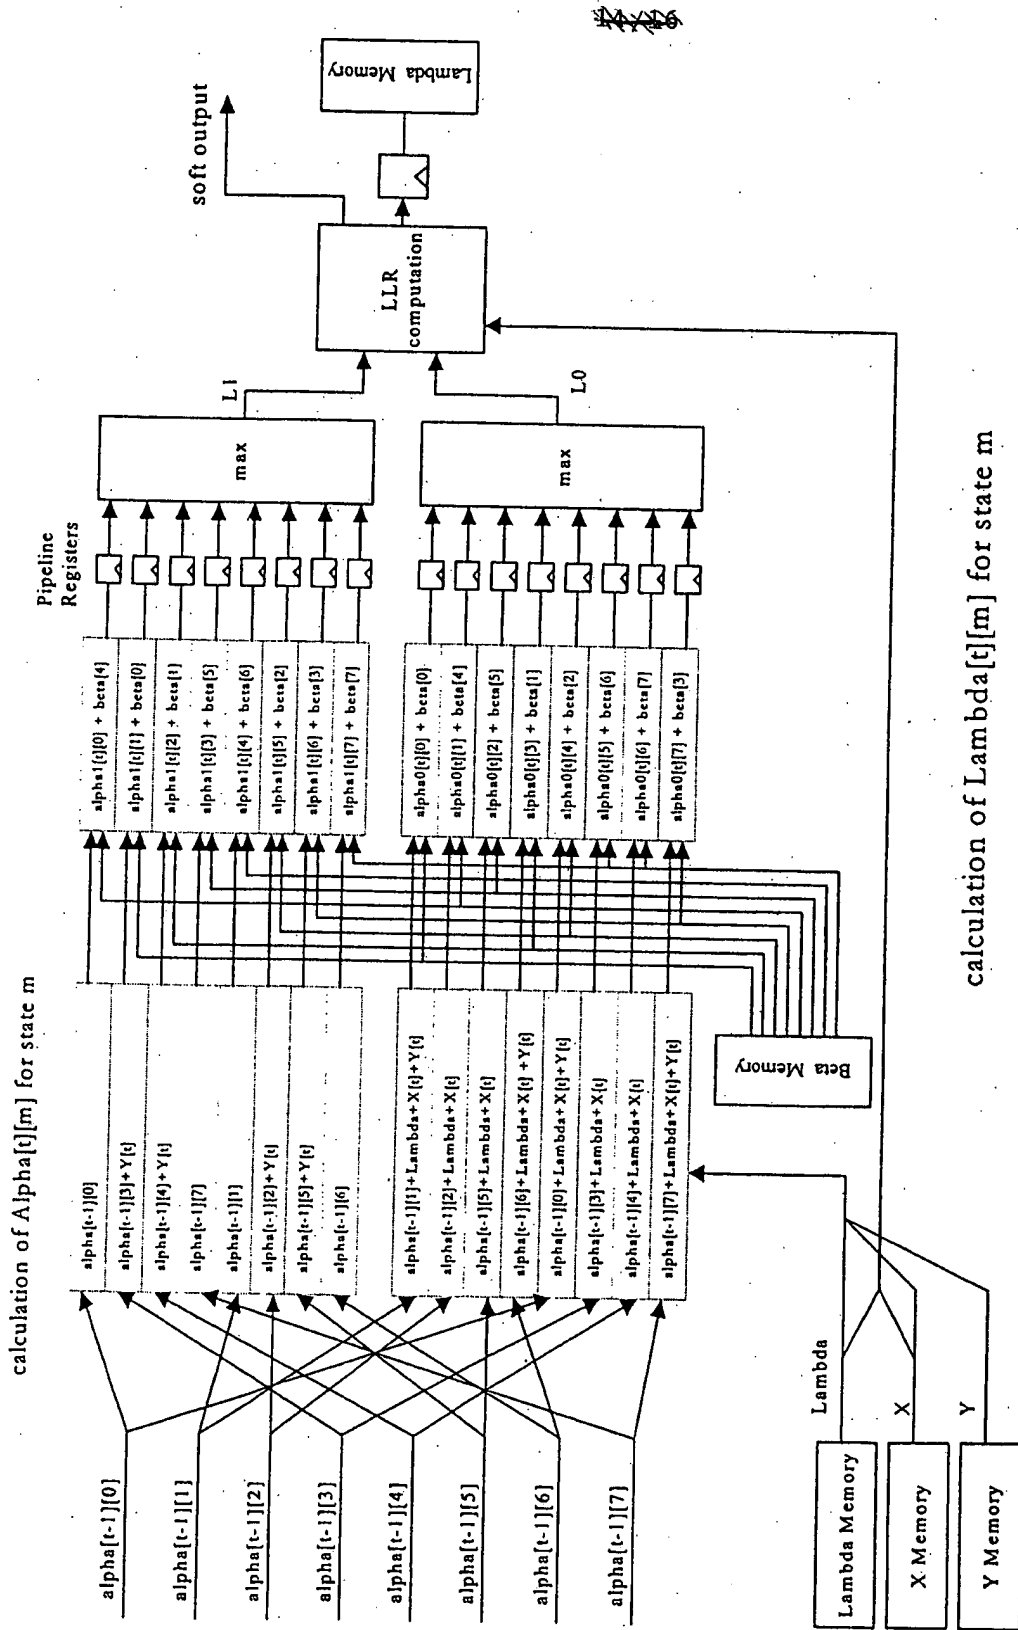 calculation of Alpha[t][m] for state m
alpha[t-1][0]
alpha[t-1][1]
alpha[t-1][2]
alpha[t-1][3]
alpha[t-1][4]
alpha[t-1][5]
alpha[t-1][6]
alpha[t-1][7]
Lambda Memory
X Memory
Y Memory
Lambda
X
Y
alpha[t-1][0]
alpha[t-1][3]+Y[t]
alpha[t-1][4]+Y[t]
alpha[t-1][7]
alpha[t-1][1]
alpha[t-1][2]+Y[t]
alpha[t-1][5]+Y[t]
alpha[t-1][6]
alpha[t-1][1]+Lambda+X[t]+Y[t]
alpha[t-1][2]+Lambda+X[t]
alpha[t-1][5]+Lambda+X[t]
alpha[t-1][6]+Lambda+X[t]+Y[t]
alpha[t-1][0]+Lambda+X[t]+Y[t]
alpha[t-1][3]+Lambda+X[t]
alpha[t-1][4]+Lambda+X[t]
alpha[t-1][7]+Lambda+X[t]+Y[t]
Beta Memory
alpha1[t][0] + beta[4]
alpha1[t][1] + beta[0]
alpha1[t][2] + beta[1]
alpha1[t][3] + beta[5]
alpha1[t][4] + beta[6]
alpha1[t][5] + beta[2]
alpha1[t][6] + beta[3]
alpha1[t][7] + beta[7]
alpha0[t][0] + beta[0]
alpha0[t][1] + beta[4]
alpha0[t][2] + beta[5]
alpha0[t][3] + beta[1]
alpha0[t][4] + beta[2]
alpha0[t][5] + beta[6]
alpha0[t][6] + beta[7]
alpha0[t][7] + beta[3]
Pipeline
Registers
max
max
L1
L0
LLR
computation
soft output
Lambda Memory
calculation of Lambda[t][m] for state m